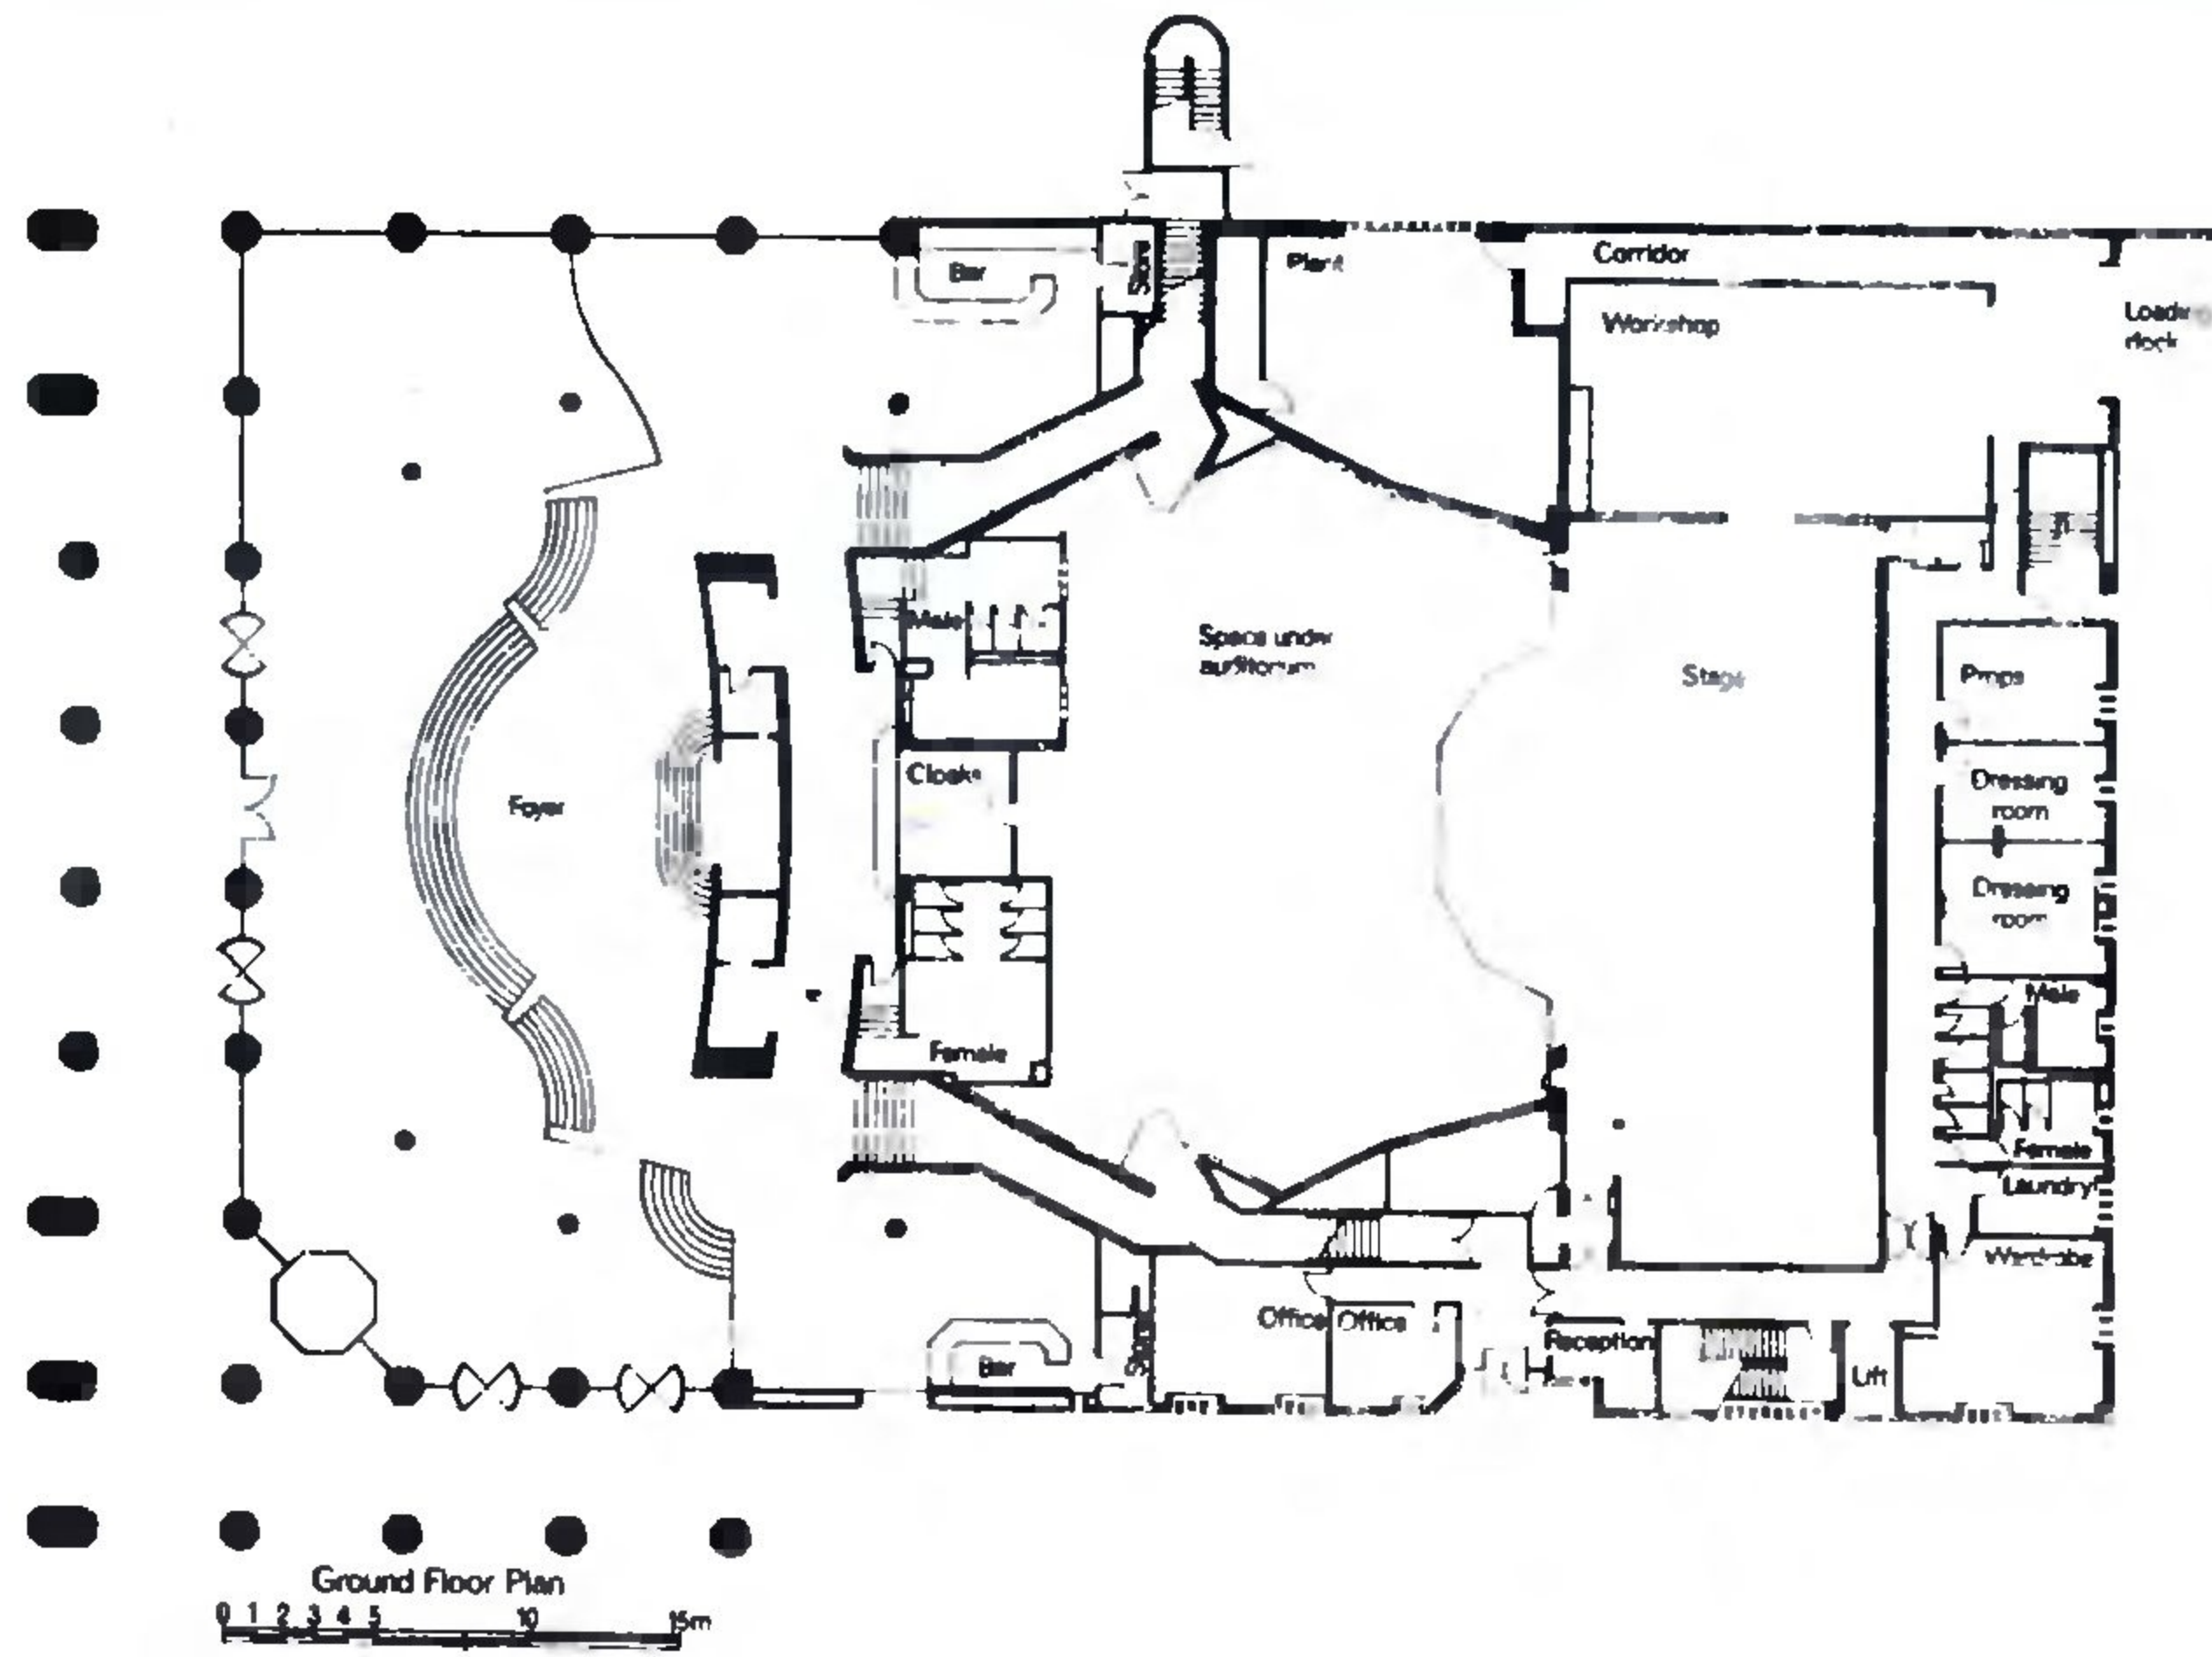 Bar
Store
Plant
Corridor
Workshop
Loading
dock
Male
Space under
auditorium
Stage
Props
Cloaks
Foyer
Dressing
room
Dressing
room
Male
Female
Female
Laundry
Wardrobe
Office
Office
Reception
Lift
Bar
Store
Ground Floor Plan
0 1 2 3 4 5 10 15m